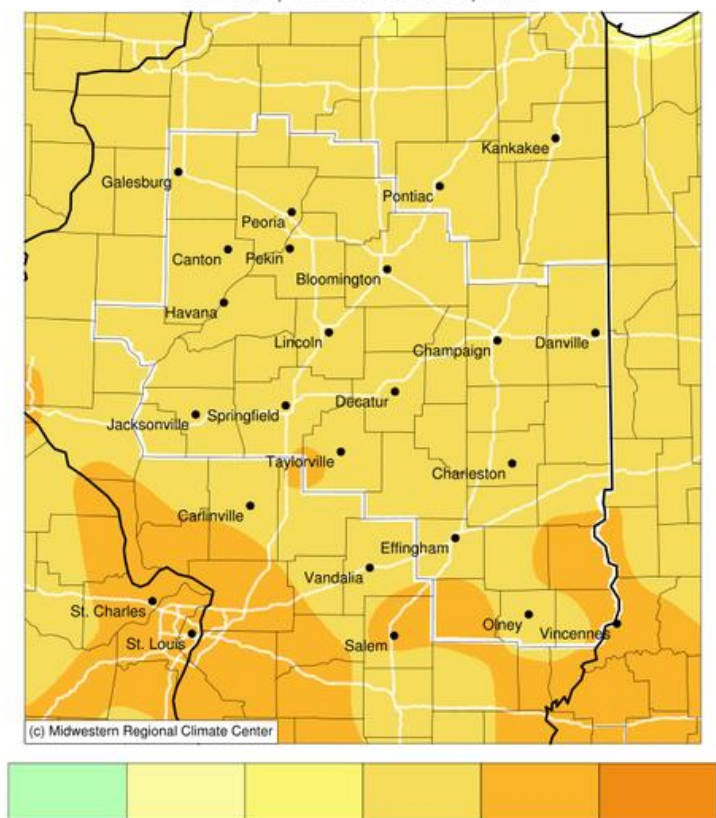 Kankakee
Galesburg
Pontiac
Peoria
Canton
Pekin
Bloomington
Havana
Lincoln
Champaign
Danville
Decatur
Springfield
Jacksonville
Taylorville
Charleston
Carlinville
Effingham
Vandalia
St. Charles
Olney
Vincennes
St. Louis
Salem
(c) Midwestern Regional Climate Center